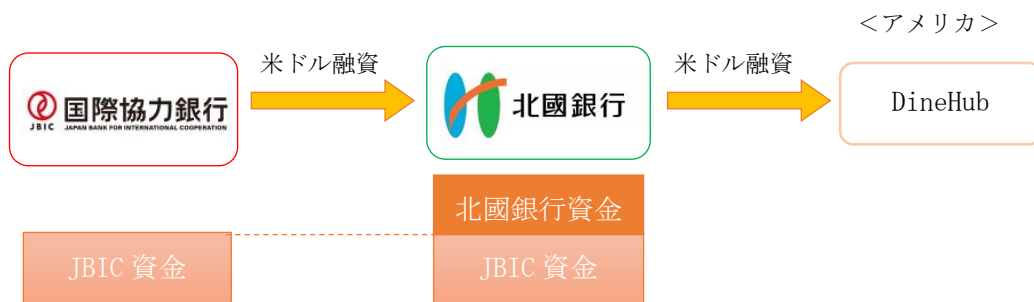 ＜アメリカ＞
米ドル融資
米ドル融資
JBIC
国際協力銀行
JAPAN BANK FOR INTERNATIONAL COOPERATION
北國銀行
DineHub
北國銀行資金
JBIC 資金
JBIC 資金